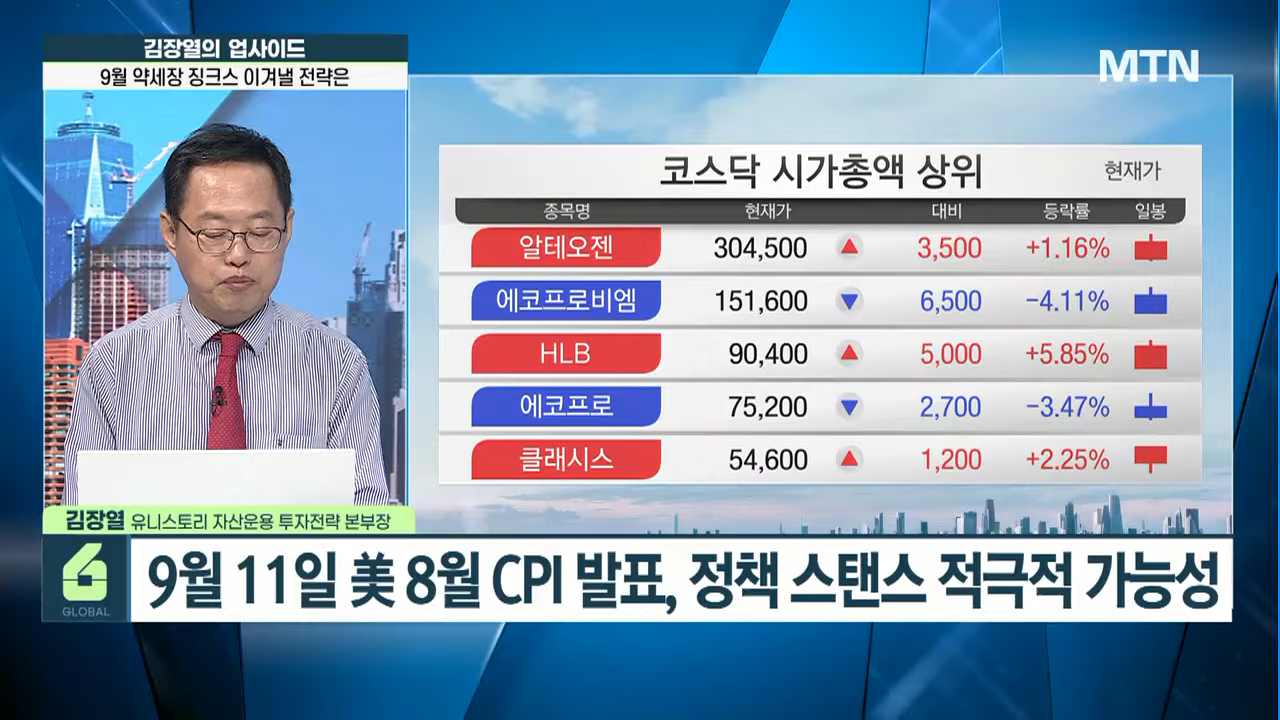 김장열의 업사이드
9월 약세장 징크스 이겨낼 전략은
MTN
코스닥 시가총액 상위
현재가
종목명 현재가 대비 등락률 일봉
알테오젠 304,500 ▲ 3,500 +1.16%
에코프로비엠 151,600 ▼ 6,500 -4.11%
HLB 90,400 ▲ 5,000 +5.85%
에코프로 75,200 ▼ 2,700 -3.47%
클래시스 54,600 ▲ 1,200 +2.25%
김장열 유니스토리 자산운용 투자전략 본부장
GLOBAL
9월 11일 美 8월 CPI 발표, 정책 스탠스 적극적 가능성